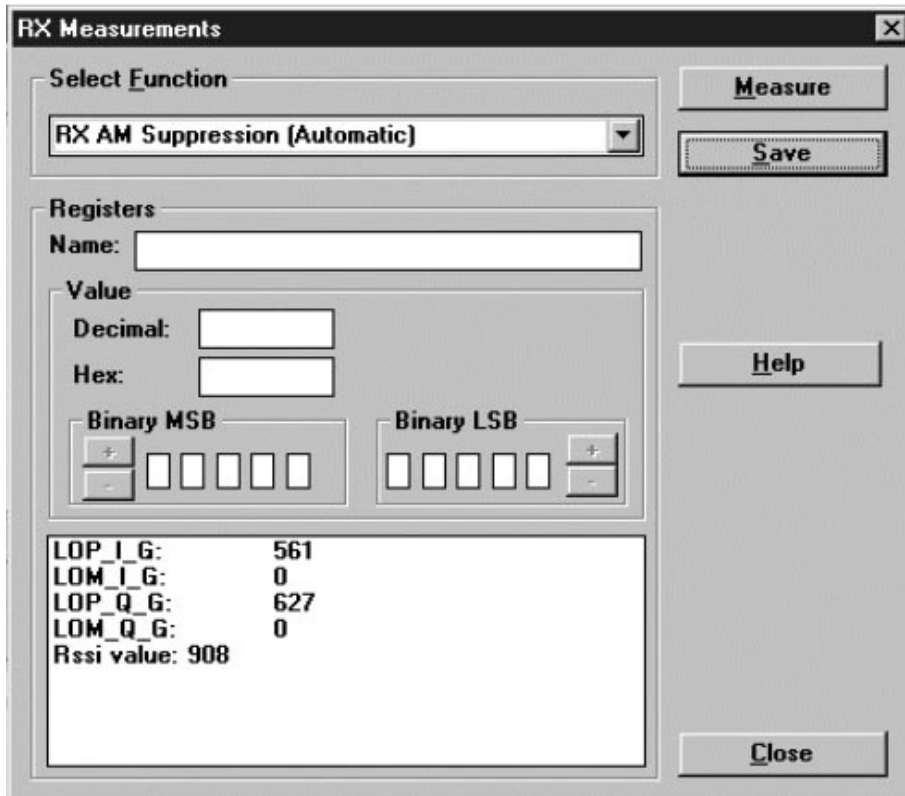 RX Measurements
Select Function
RX AM Suppression (Automatic)
Measure
Save
Registers
Name:
Value
Decimal:
Hex:
Help
Binary MSB
Binary LSB
+
-
+
-
LOP_I_G: 561
LOM_I_G: 0
LOP_Q_G: 627
LOM_Q_G: 0
Rssi value: 908
Close